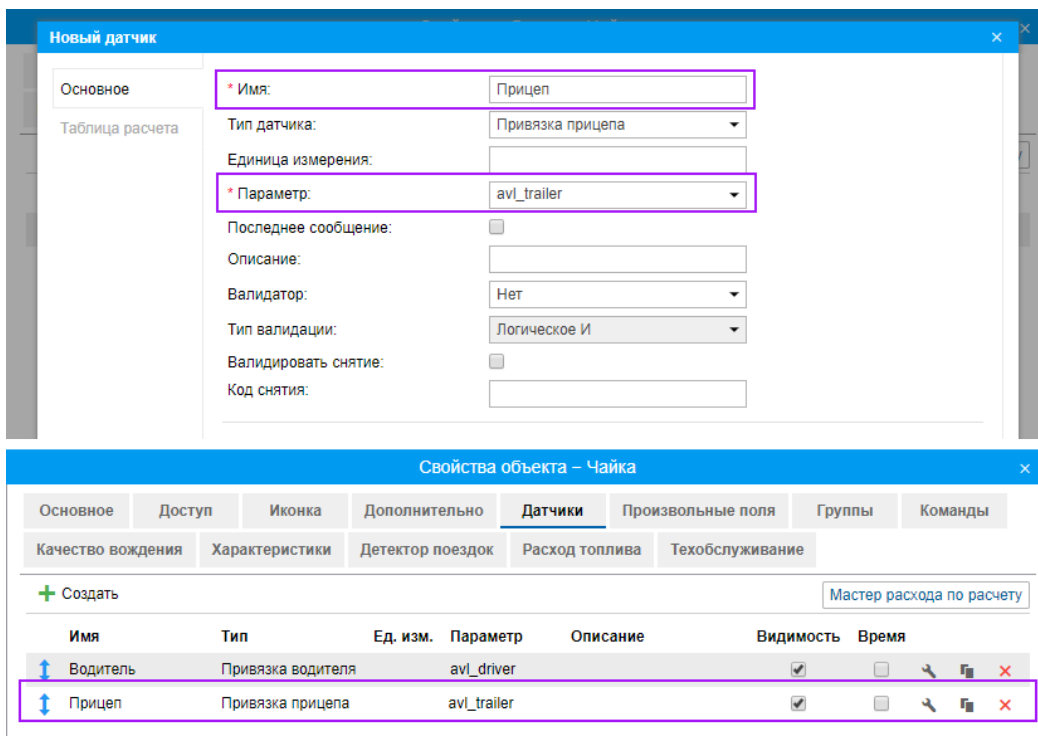 Новый датчик
Основное
* Имя: Прицеп
Таблица расчета
Тип датчика: Привязка прицепа
Единица измерения:
* Параметр: avl_trailer
Последнее сообщение:
Описание:
Валидатор: Нет
Тип валидации: Логическое И
Валидировать снятие:
Код снятия:
Свойства объекта – Чайка
Основное Доступ Иконка Дополнительно Датчики Произвольные поля Группы Команды
Качество вождения Характеристики Детектор поездок Расход топлива Техобслуживание
Создать Мастер расхода по расчету
Имя Тип Ед. изм. Параметр Описание Видимость Время
Водитель Привязка водителя avl_driver
Прицеп Привязка прицепа avl_trailer